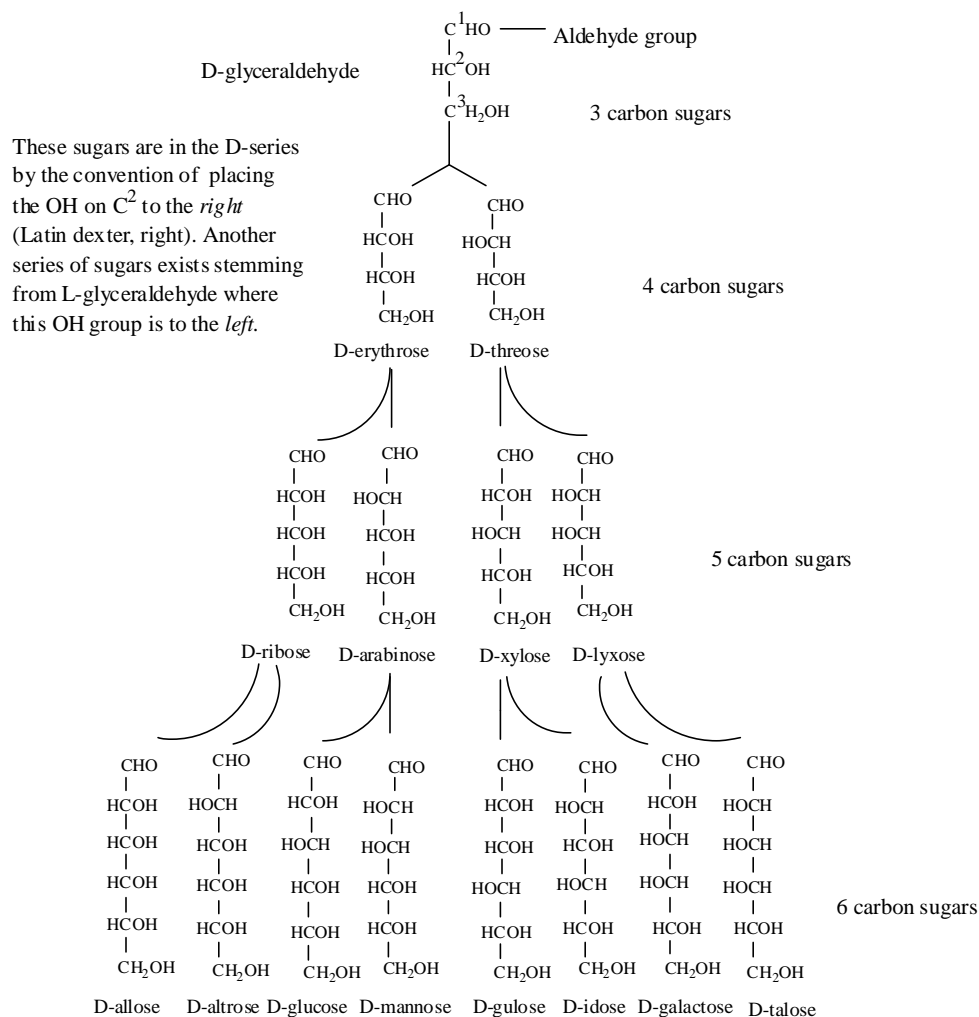 C¹HO
Aldehyde group
D-glyceraldehyde
HC²OH
C³H₂OH
3 carbon sugars
These sugars are in the D-series
by the convention of placing
the OH on C² to the right
(Latin dexter, right). Another
series of sugars exists stemming
from L-glyceraldehyde where
this OH group is to the left.
CHO
HCOH
HCOH
CH₂OH
D-erythrose
CHO
HOCH
HCOH
CH₂OH
D-threose
4 carbon sugars
CHO
HCOH
HCOH
HCOH
CH₂OH
D-ribose
CHO
HOCH
HCOH
HCOH
CH₂OH
D-arabinose
CHO
HCOH
HOCH
HCOH
CH₂OH
D-xylose
CHO
HOCH
HOCH
HCOH
CH₂OH
D-lyxose
5 carbon sugars
CHO
HCOH
HCOH
HCOH
HCOH
CH₂OH
D-allose
CHO
HOCH
HCOH
HCOH
HCOH
CH₂OH
D-altrose
CHO
HCOH
HOCH
HCOH
HCOH
CH₂OH
D-glucose
CHO
HOCH
HOCH
HCOH
HCOH
CH₂OH
D-mannose
CHO
HCOH
HCOH
HOCH
HCOH
CH₂OH
D-gulose
CHO
HOCH
HCOH
HOCH
HCOH
CH₂OH
D-idose
CHO
HCOH
HOCH
HOCH
HCOH
CH₂OH
D-galactose
CHO
HOCH
HOCH
HOCH
HCOH
CH₂OH
D-talose
6 carbon sugars